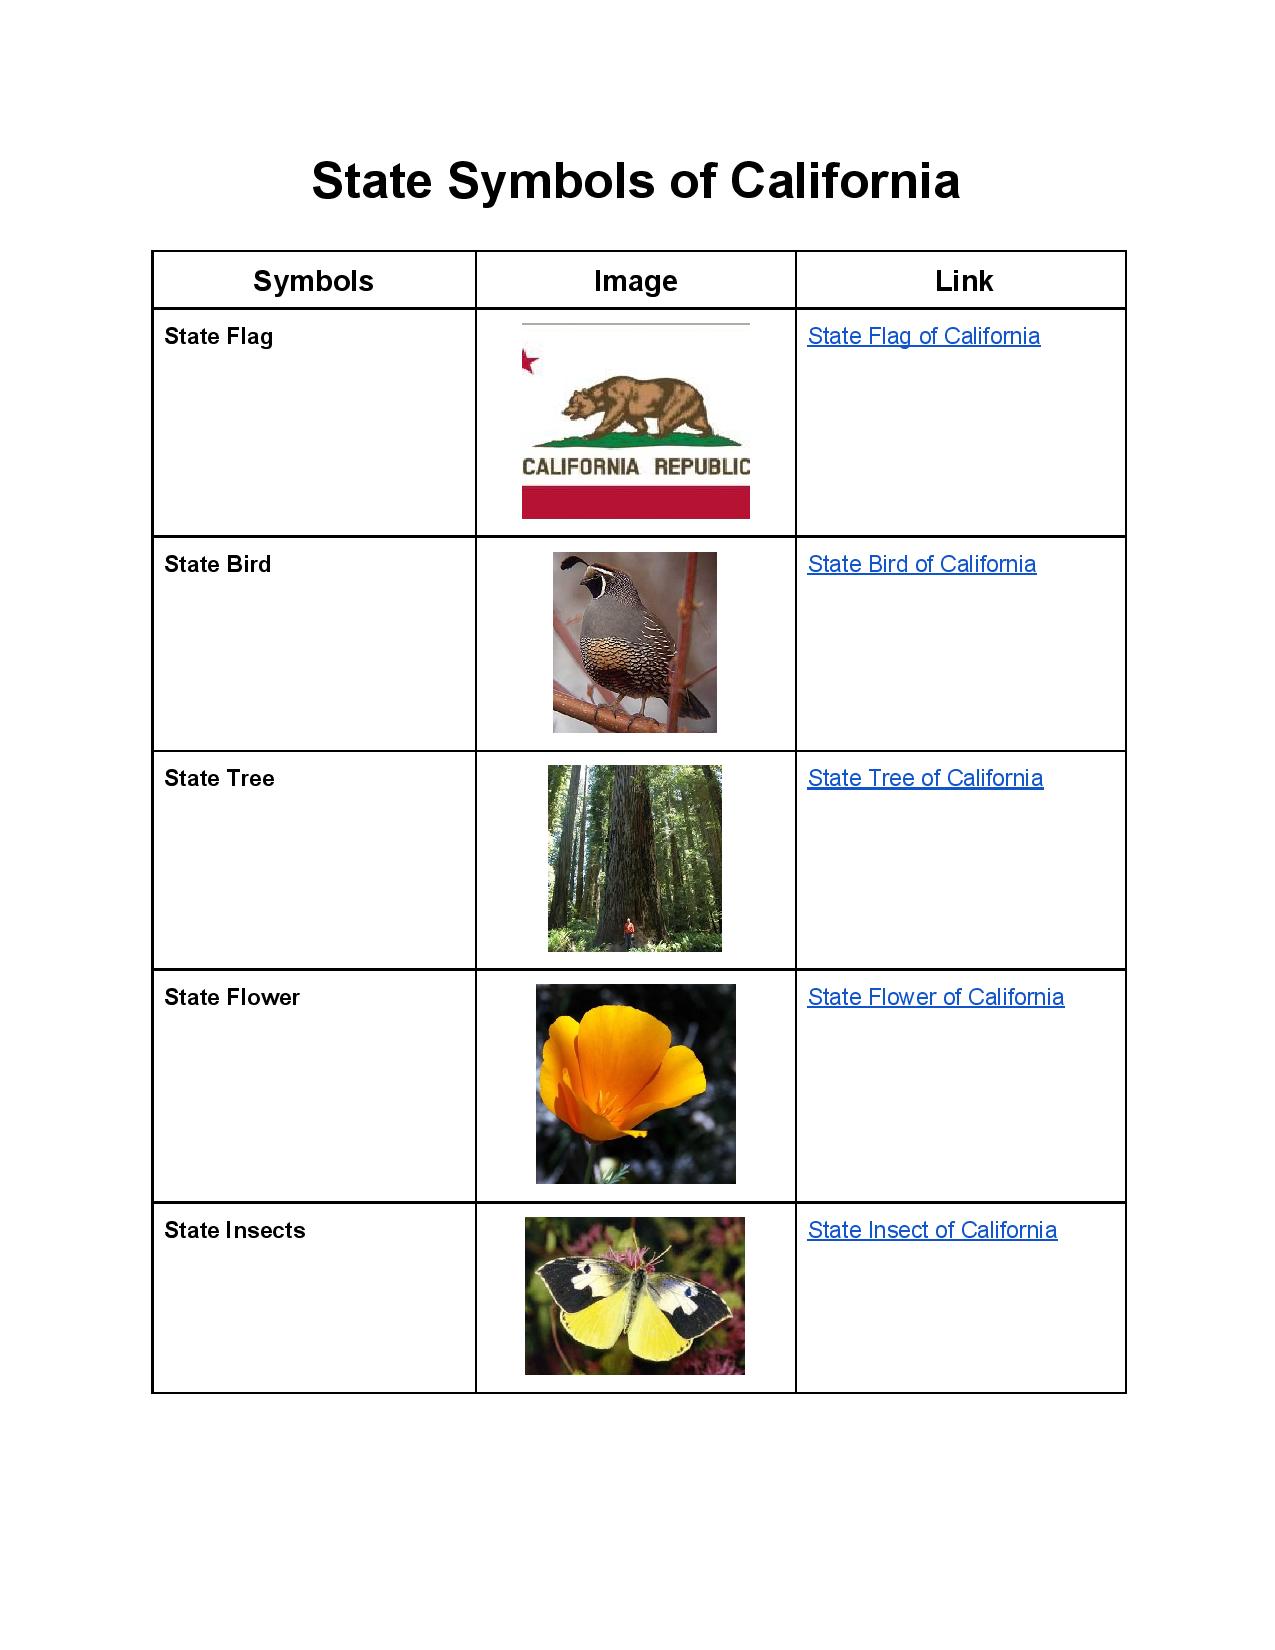 State Symbols of California
Symbols Image Link
State Flag
CALIFORNIA REPUBLIC
State Flag of California
State Bird
State Bird of California
State Tree
State Tree of California
State Flower
State Flower of California
State Insects
State Insect of California